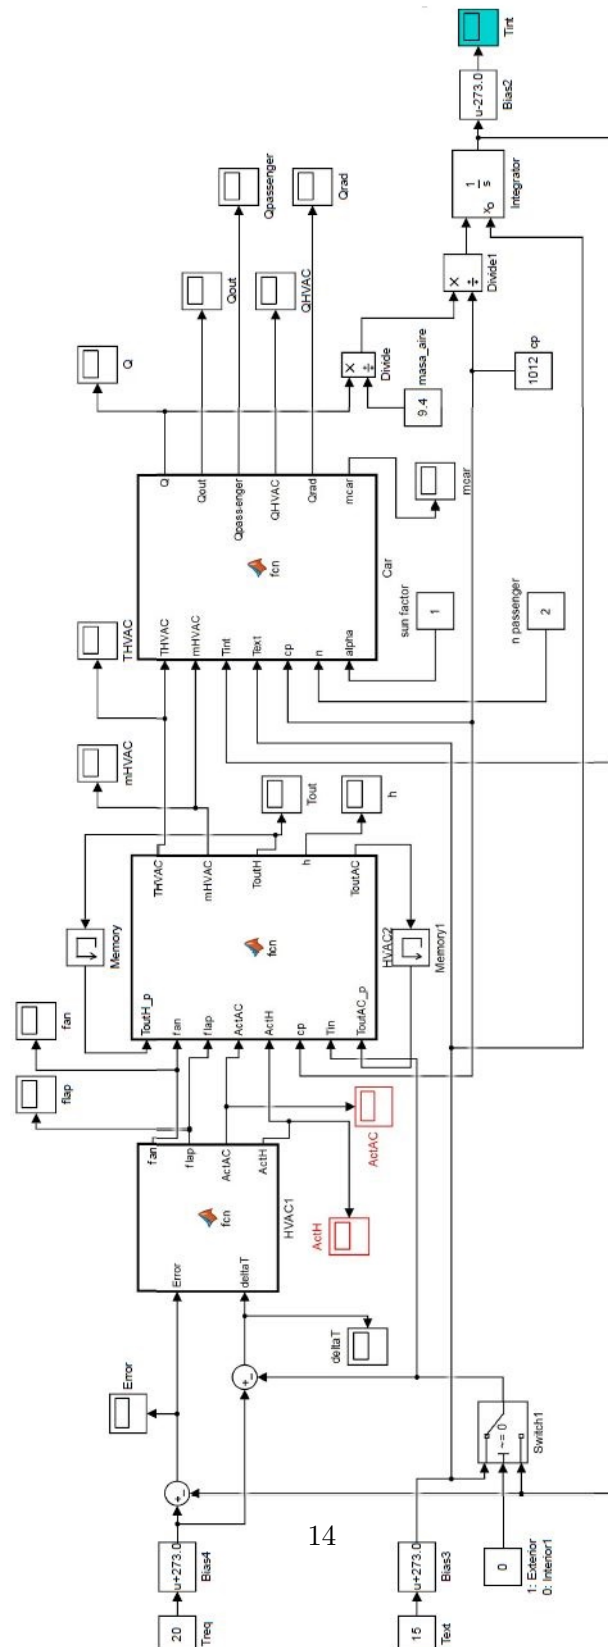 20
Treq
u+273.0
Bias4
Error
Error
deltaT
deltaT
fcn
HVAC1
fan
flap
ActAC
ActH
flap
fan
ActH
ActAC
15
Text
u+273.0
Bias3
0
1: Exterior
0: Interior1
~= 0
Switch1
Memory
ToutH_p
fan
flap
ActAC
ActH
cp
Tin
ToutAC_p
fcn
HVAC2
Memory1
THVAC
mHVAC
ToutH
h
ToutAC
mHVAC
THVAC
Tout
h
THVAC
mHVAC
Tint
Text
cp
n
alpha
fcn
Car
Q
Qout
Qpassenger
QHVAC
Qrad
mcar
sun factor
1
n passenger
2
Q
Qout
Qpassenger
QHVAC
Qrad
mcar
×
÷
Divide
9.4
masa_aire
×
÷
Divide1
1012
cp
1
s
xo
Integrator
u-273.0
Bias2
Tint
14